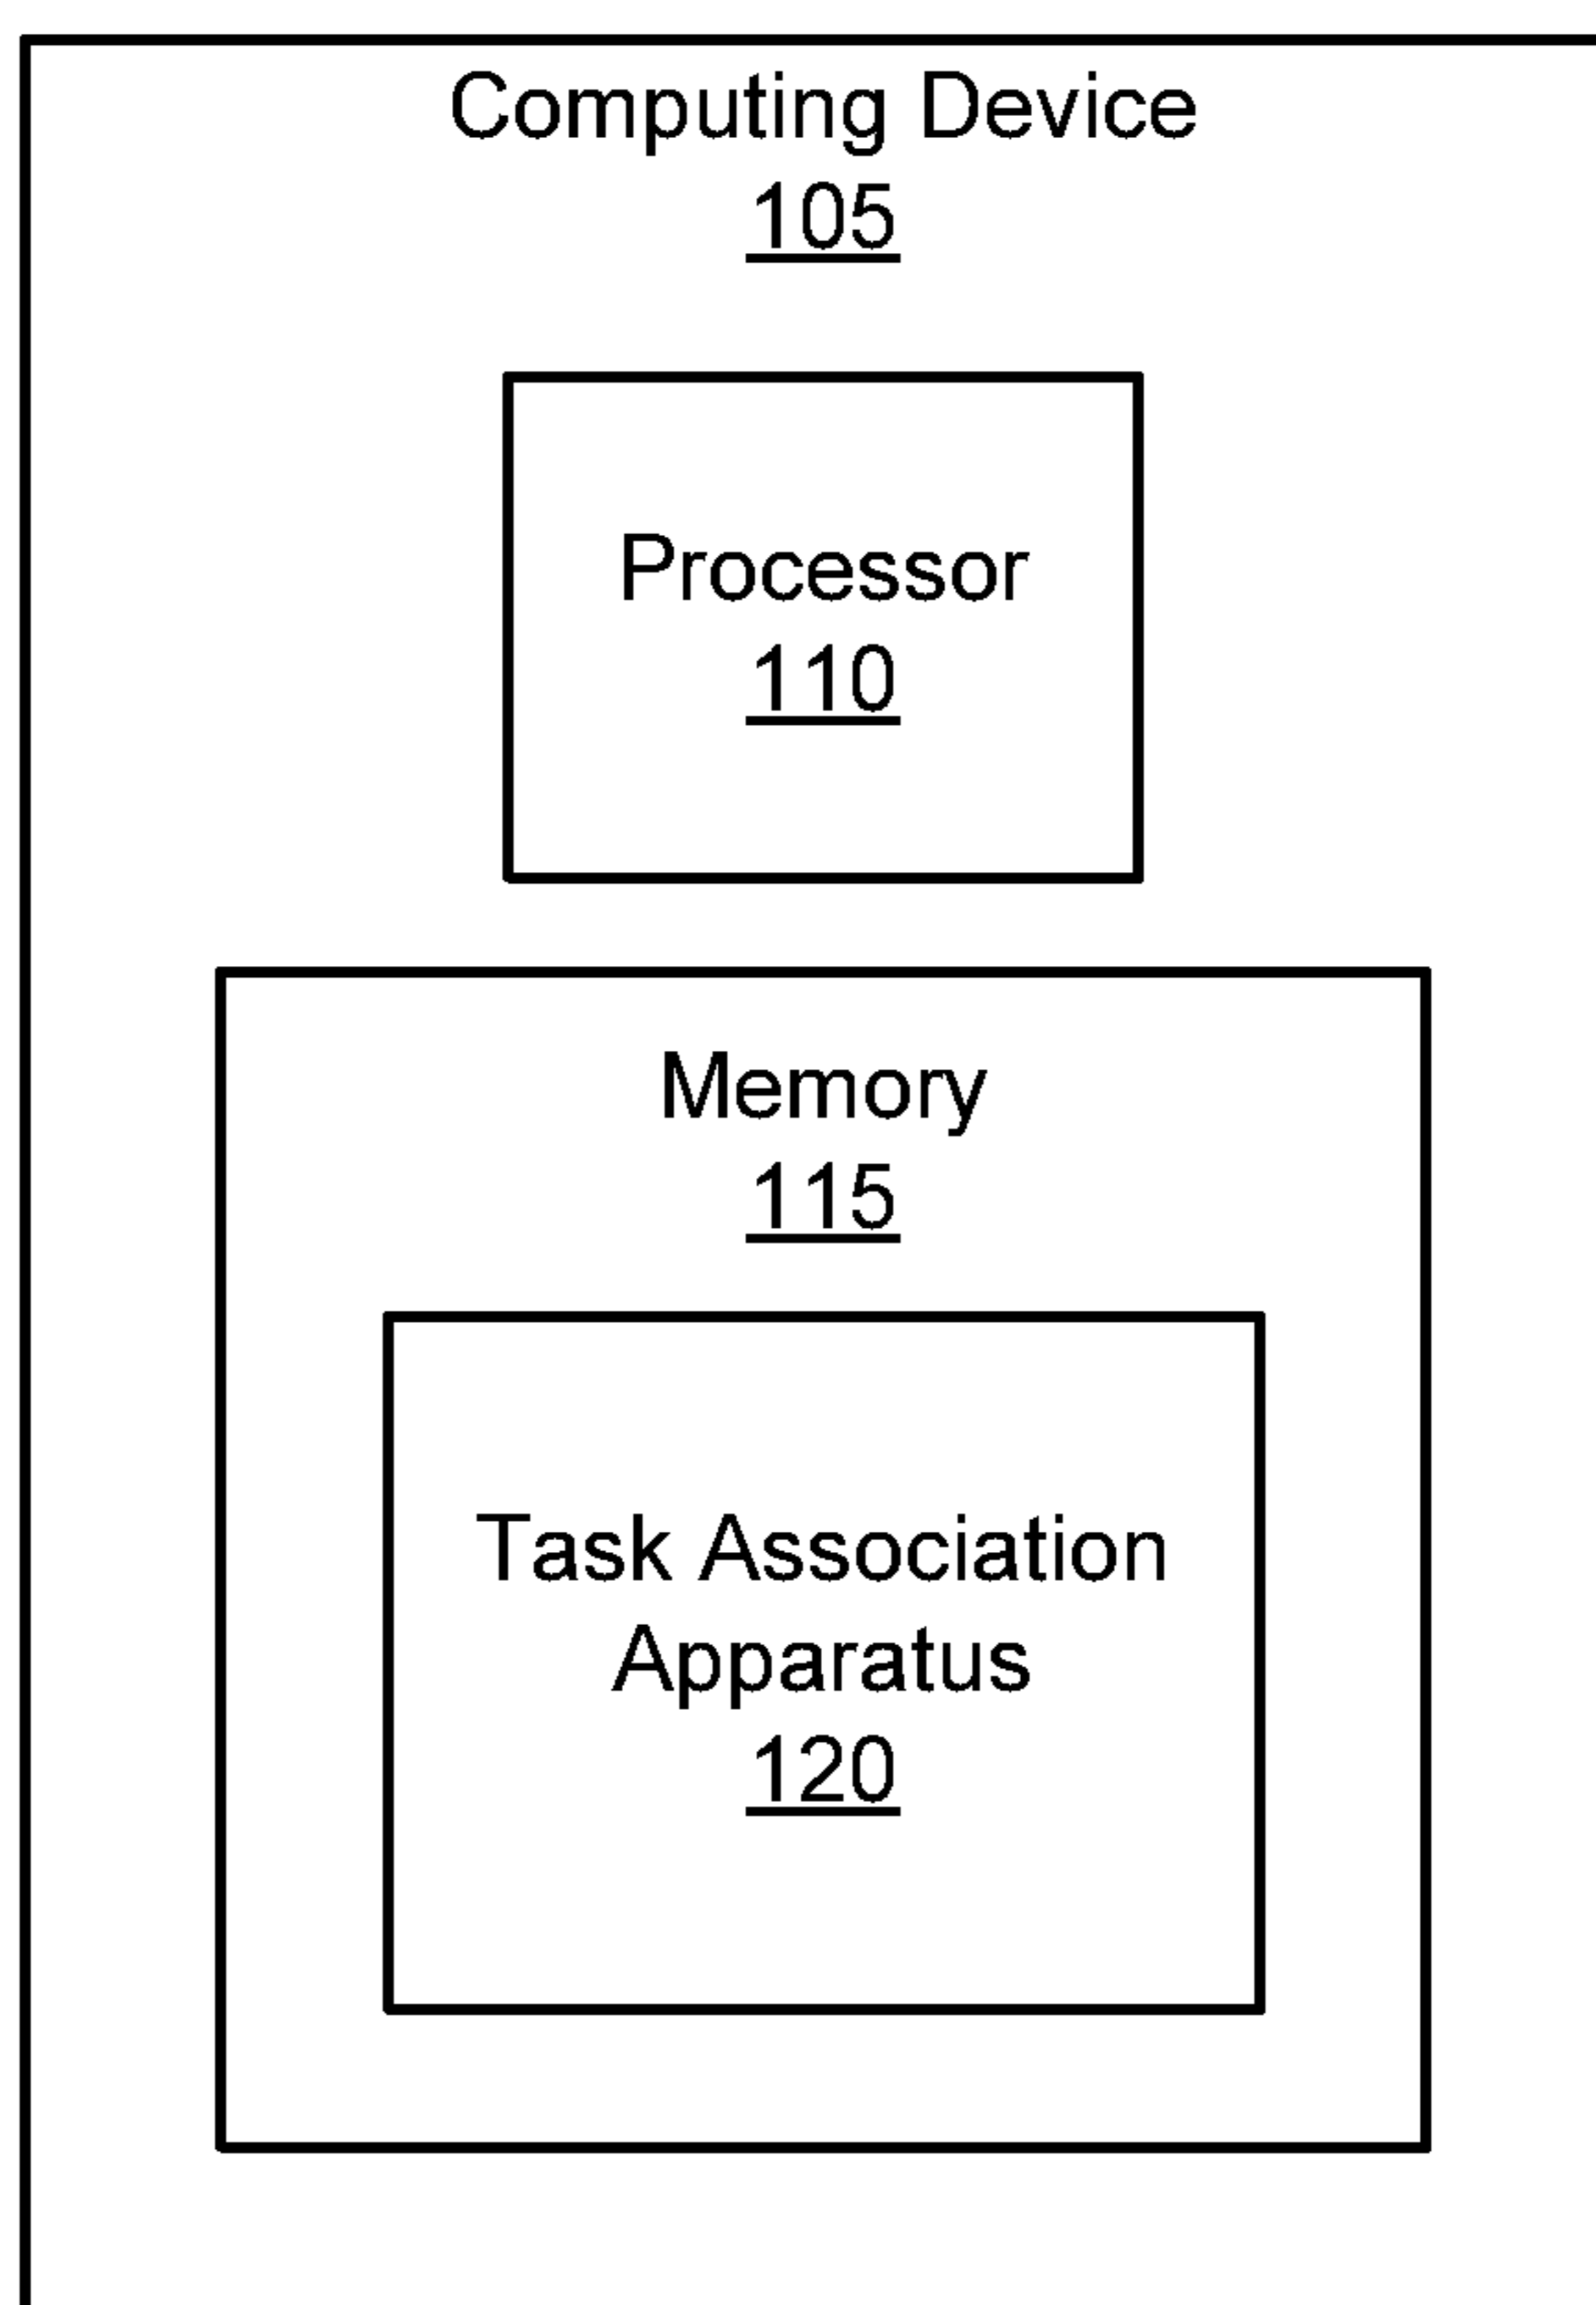 Computing Device
105
Processor
110
Memory
115
Task Association
Apparatus
120